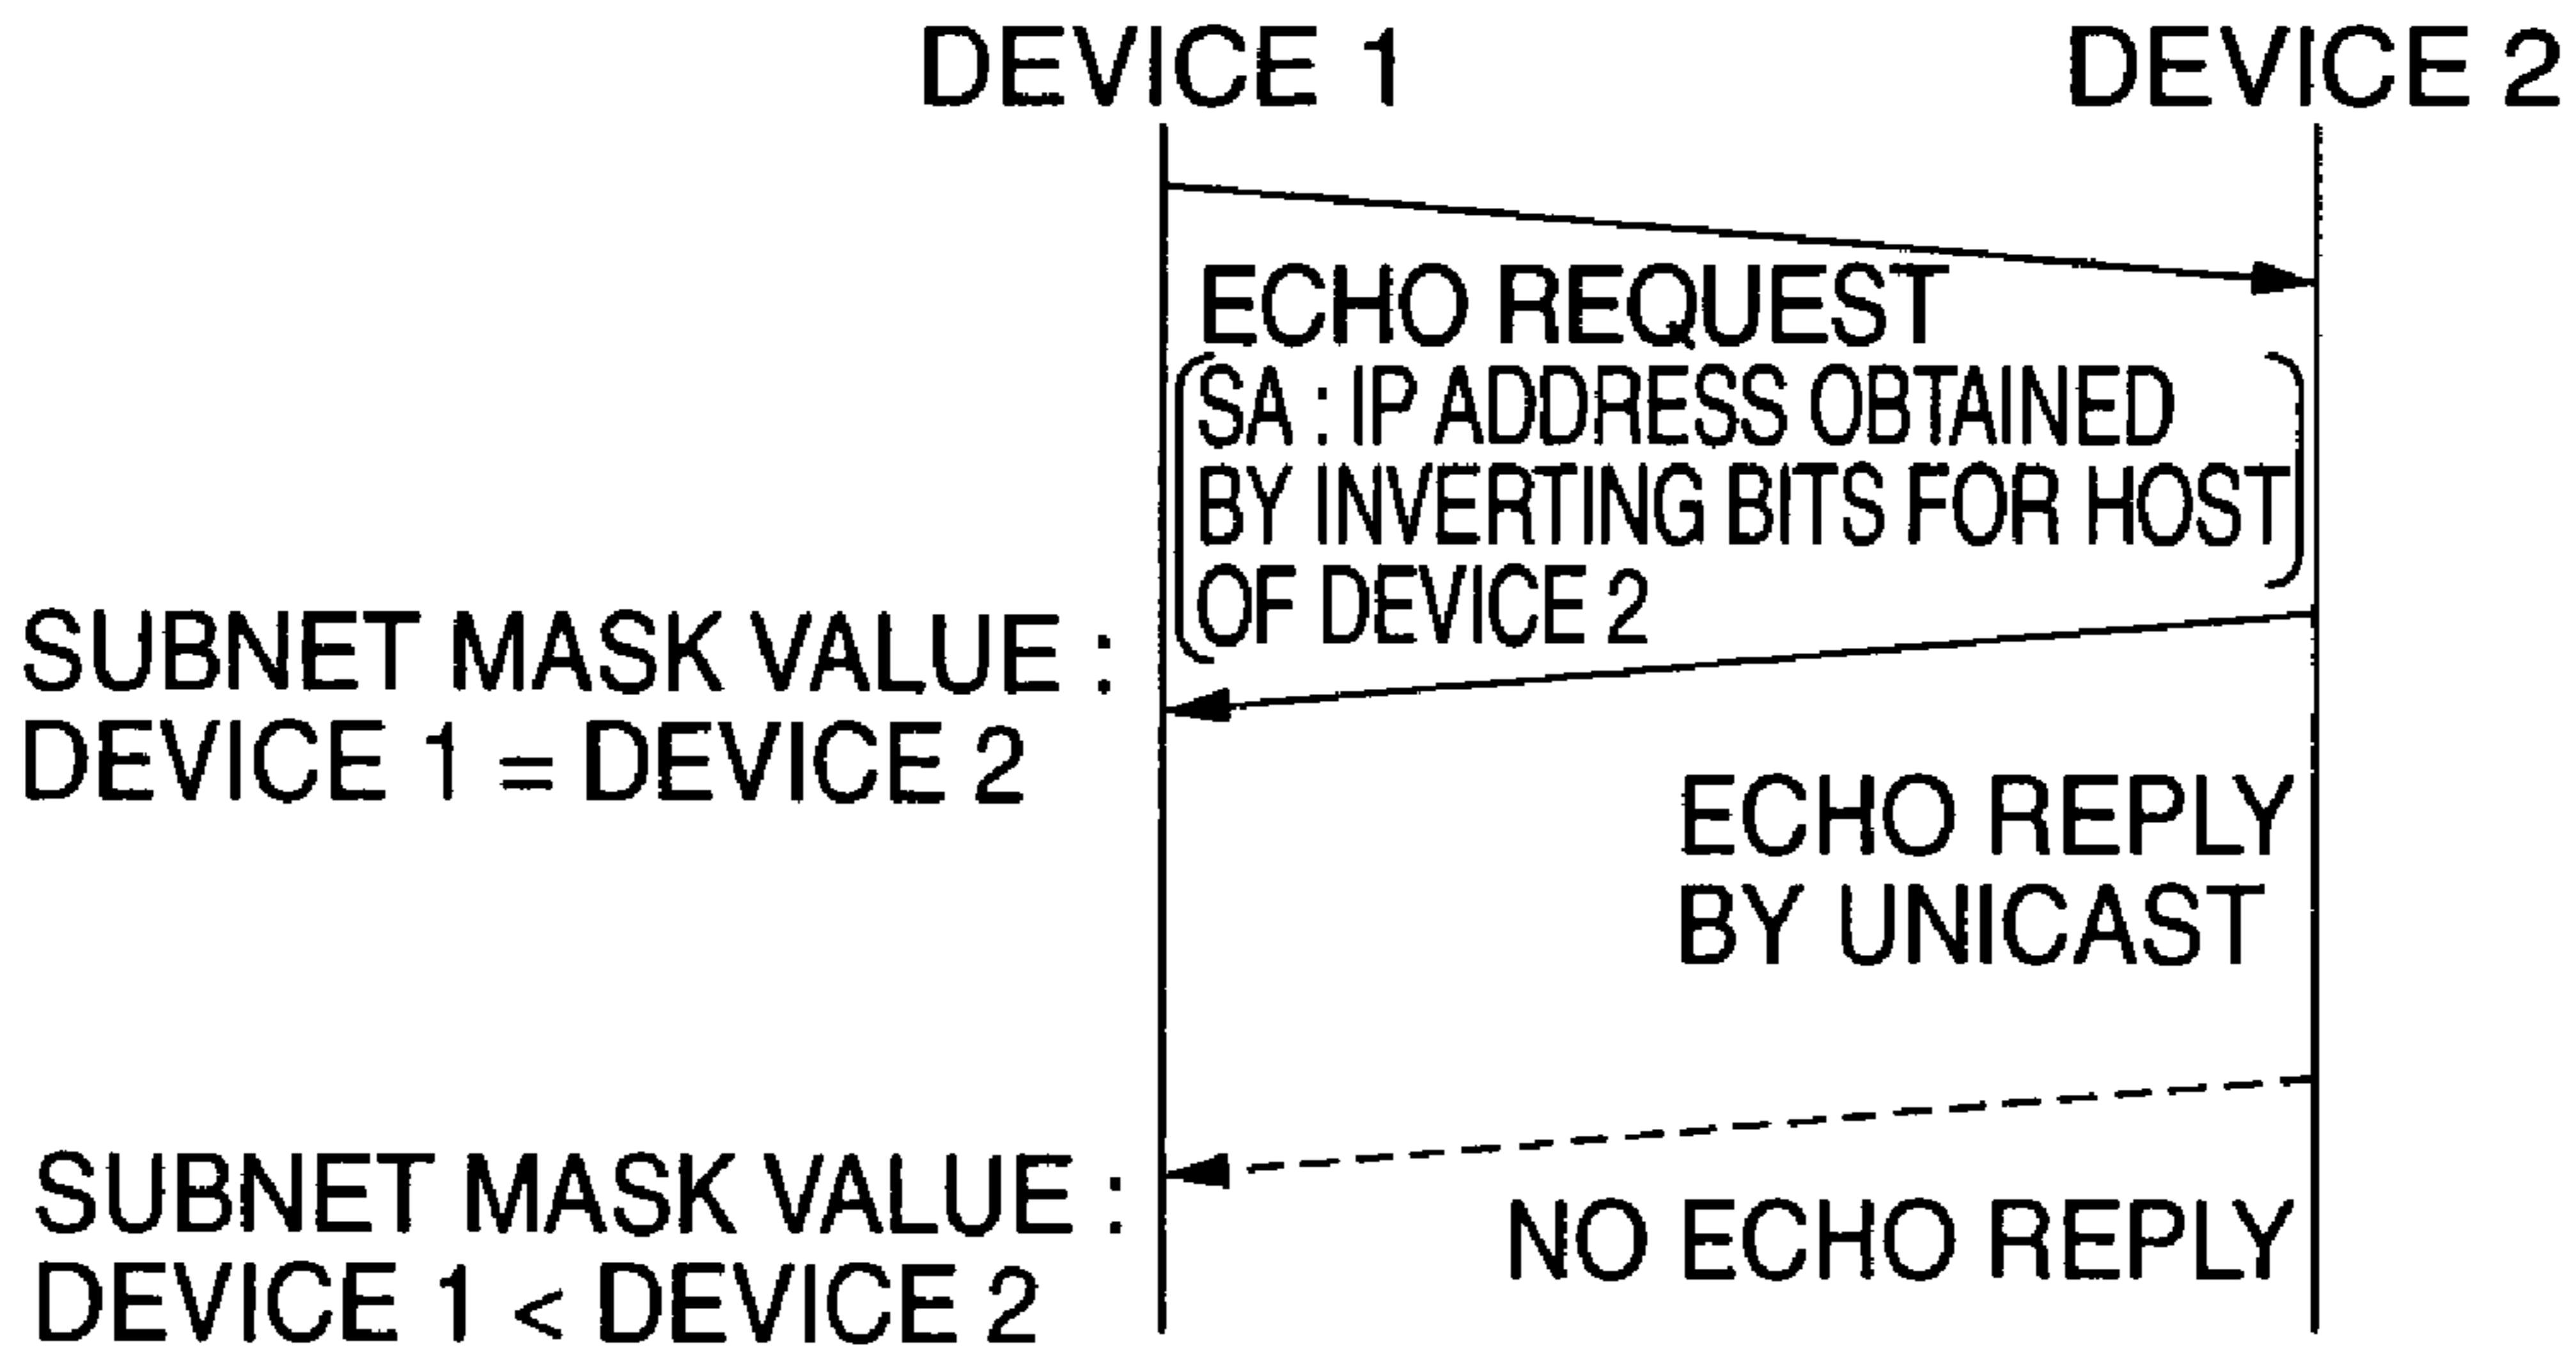 DEVICE 1
DEVICE 2
ECHO REQUEST
SA : IP ADDRESS OBTAINED
BY INVERTING BITS FOR HOST
OF DEVICE 2
SUBNET MASK VALUE :
DEVICE 1 = DEVICE 2
ECHO REPLY
BY UNICAST
SUBNET MASK VALUE :
DEVICE 1 < DEVICE 2
NO ECHO REPLY